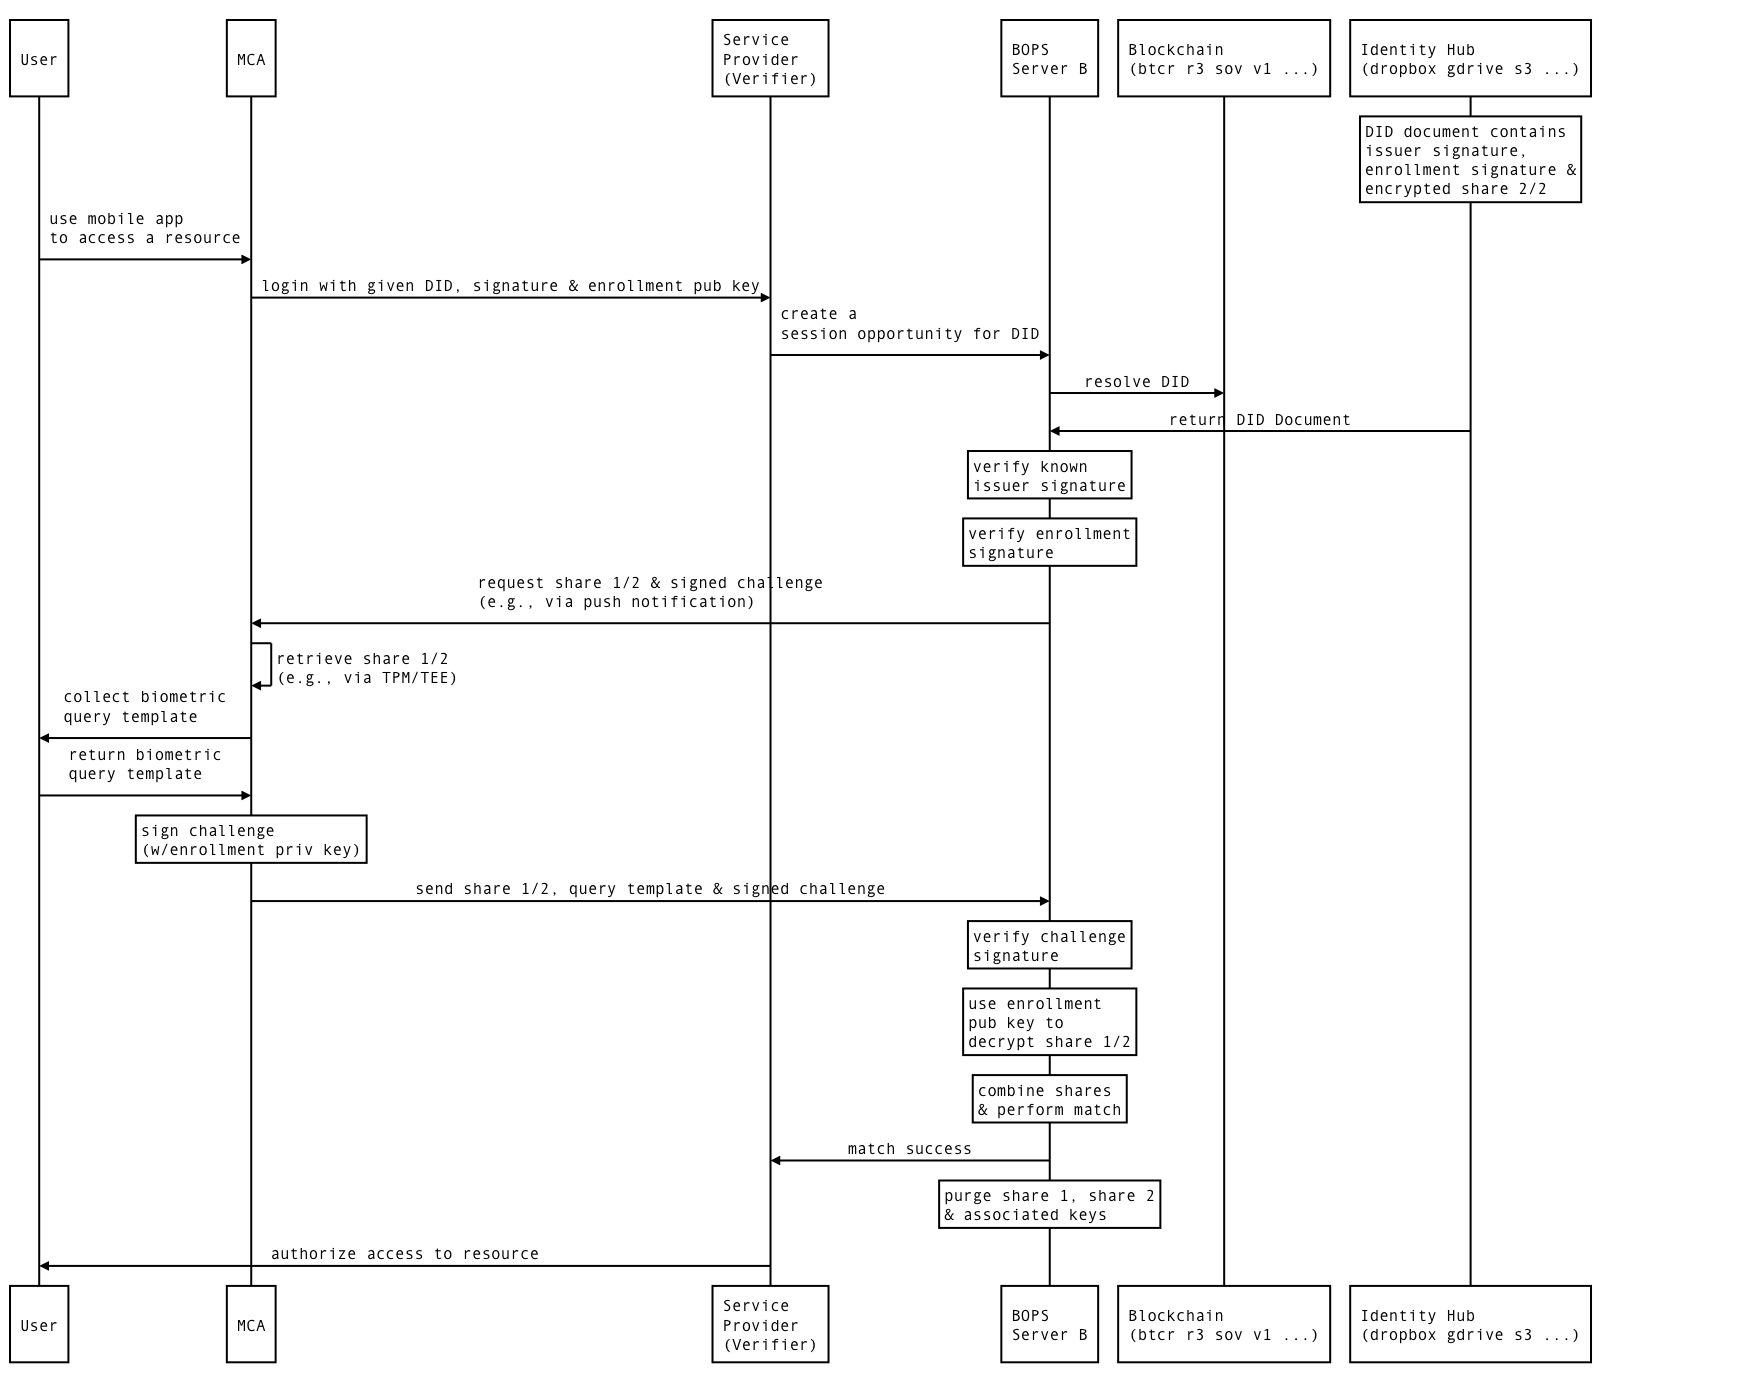 User
MCA
Service
Provider
(Verifier)
BOPS
Server B
Blockchain
(btcr r3 sov v1 ...)
Identity Hub
(dropbox gdrive s3 ...)
DID document contains
issuer signature,
enrollment signature &
encrypted share 2/2
use mobile app
to access a resource
login with given DID, signature & enrollment pub key
create a
session opportunity for DID
resolve DID
return DID Document
verify known
issuer signature
verify enrollment
signature
request share 1/2 & signed challenge
(e.g., via push notification)
retrieve share 1/2
(e.g., via TPM/TEE)
collect biometric
query template
return biometric
query template
sign challenge
(w/enrollment priv key)
send share 1/2, query template & signed challenge
verify challenge
signature
use enrollment
pub key to
decrypt share 1/2
combine shares
& perform match
match success
purge share 1, share 2
& associated keys
authorize access to resource
User
MCA
Service
Provider
(Verifier)
BOPS
Server B
Blockchain
(btcr r3 sov v1 ...)
Identity Hub
(dropbox gdrive s3 ...)